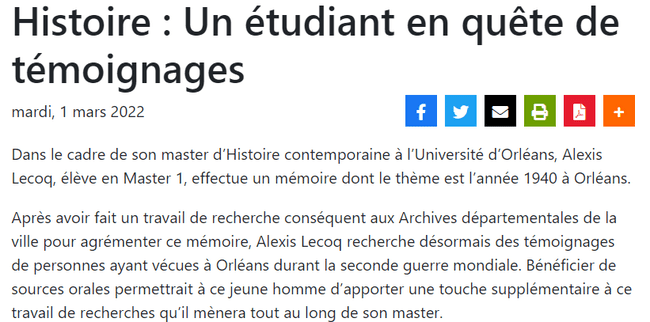 Histoire : Un étudiant en quête de
témoignages
mardi, 1 mars 2022
Dans le cadre de son master d’Histoire contemporaine à l’Université d’Orléans, Alexis
Lecoq, élève en Master 1, effectue un mémoire dont le thème est l’année 1940 à Orléans.
Après avoir fait un travail de recherche conséquent aux Archives départementales de la
ville pour agrémenter ce mémoire, Alexis Lecoq recherche désormais des témoignages
de personnes ayant vécues à Orléans durant la seconde guerre mondiale. Bénéficier de
sources orales permettrait à ce jeune homme d’apporter une touche supplémentaire à ce
travail de recherches qu’il mènera tout au long de son master.